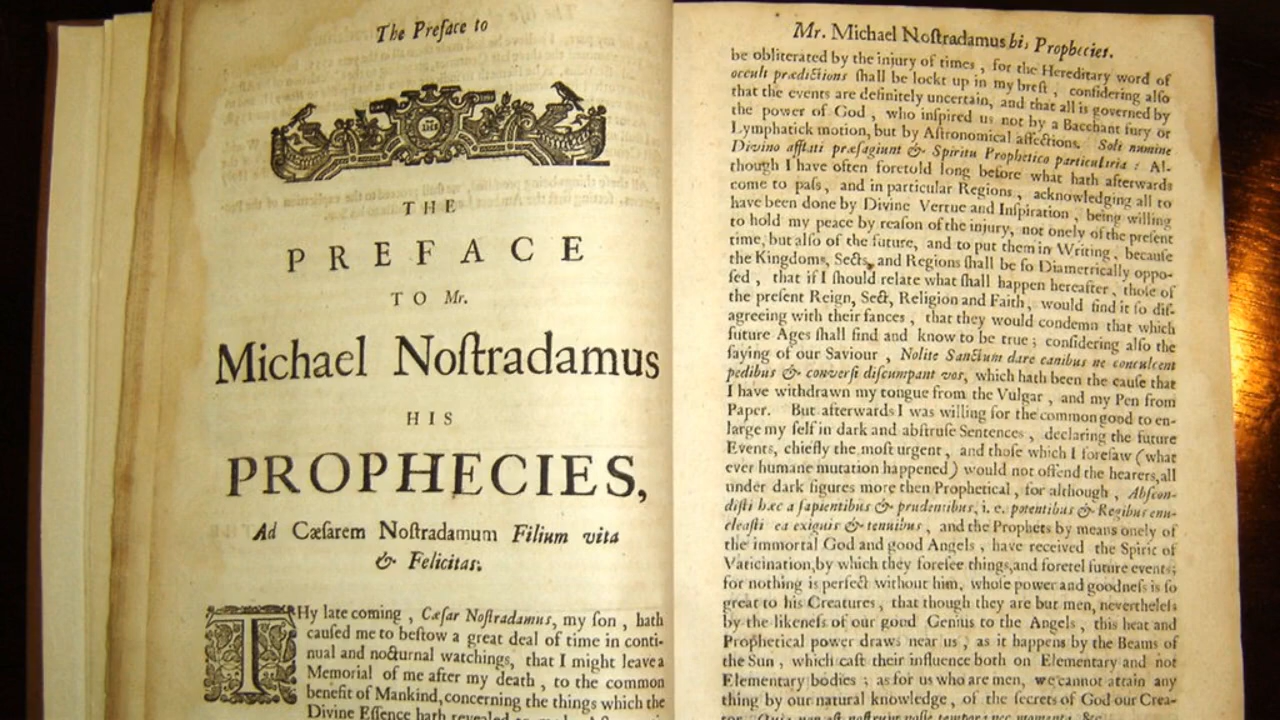 The Preface to
THE
PREFACE
TO Mr.
Michael Noſtradamus
HIS
PROPHECIES,
Ad Cæſarem Noſtradamum Filium vita
& Felicitas.
THy late coming , Cæſar Noſtradamus, my ſon , hath
cauſed me to beſtow a great deal of time in conti-
nual and nocturnal watchings, that I might leave a
Memorial of me after my death , to the common
benefit of Mankind, concerning the things which the
Divine Eſſence hath
Mr. Michael Noſtradamus his Prophecies.
be obliterated by the injury of times , for the Hereditary word of
occult prædictions ſhall be lockt up in my breſt , conſidering alſo
that the events are definitely uncertain, and that all is governed by
the power of God , who inſpired us not by a Bacchant fury or
Lymphatick motion, but by Aſtronomical affections. Soli numine
Divino afflati præſagiunt & Spiritu Prophetico particularia : Al-
though I have often foretold long before what hath afterwards
come to paſs, and in particular Regions , acknowledging all to
have been done by Divine Vertue and Inſpiration , being willing
to hold my peace by reaſon of the injury, not onely of the preſent
time, but alſo of the future, and to put them in Writing, becauſe
the Kingdoms, Sects, and Regions ſhall be ſo Diametrically oppo-
ſed , that if I ſhould relate what ſhall happen hereafter, thoſe of
the preſent Reign, Sect, Religion and Faith, would find it ſo diſ-
agreeing with their fances , that they would condemn that which
future Ages ſhall find and know to be true ; conſidering alſo the
ſaying of our Saviour , Nolite Sanctum dare canibus ne conculcent
pedibus & converſi diſcumpant vos, which hath been the cauſe that
I have withdrawn my tongue from the Vulgar , and my Pen from
Paper. But afterwards I was willing for the common good to en-
large my ſelf in dark and abſtruſe Sentences , declaring the future
Events, chiefly the moſt urgent, and thoſe which I foreſaw (what
ever humane mutation happened) would not offend the hearers, all
under dark figures more then Prophetical, for although , Abſcon-
diſti hæc a ſapientibus & prudentibus, i. e. potentibus & Regibus enu-
cleaſti ea exiguis & tenuibus , and the Prophets by means onely of
the immortal God and good Angels , have received the Spirit of
Vaticination, by which they foreſee things, and foretel future events;
for nothing is perfect without him, whoſe power and goodneſs is ſo
great to his Creatures, that though they are but men, nevertheleſs
by the likeneſs of our good Genius to the Angels , this heat and
Prophetical power draws near us , as it happens by the Beams of
the Sun , which caſt their influence both on Elementary and not
Elementary bodies ; as for us who are men, we cannot attain any
thing by our natural knowledge, of the ſecrets of God our Crea-
tor.